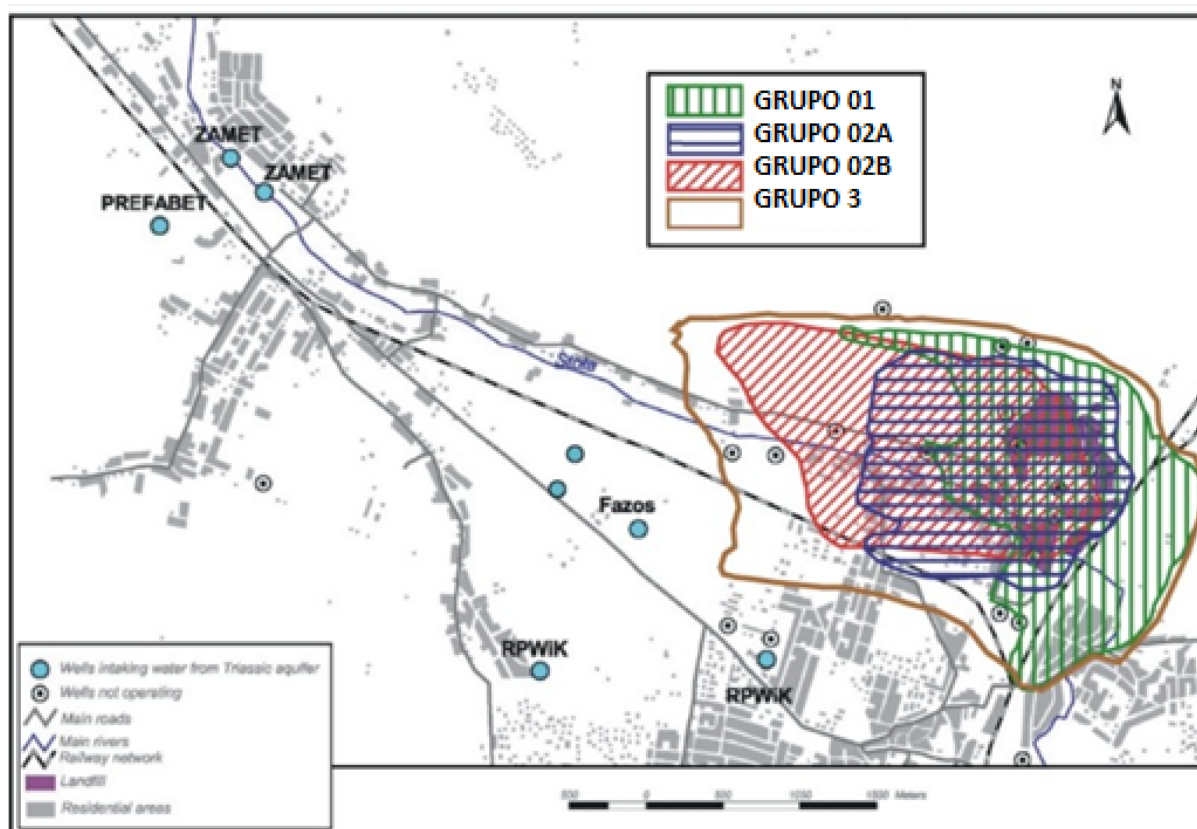 GRUPO 01
GRUPO 02A
GRUPO 02B
GRUPO 3
N
ZAMET
ZAMET
PREFABET
Stoła
Fazos
RPWiK
RPWiK
Wells intaking water from Triassic aquifer
Wells not operating
Main roads
Main rivers
Railway network
Landfill
Residential areas
500 0 500 1000 1500 Meters